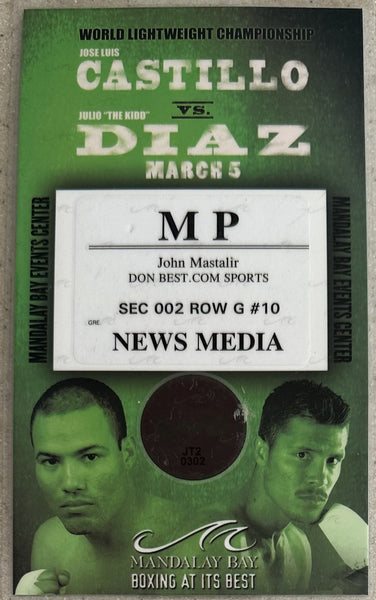 WORLD LIGHTWEIGHT CHAMPIONSHIP
JOSE LUIS
CASTILLO
VS.
JULIO "THE KIDD"
DIAZ
MARCH 5
MANDALAY BAY EVENTS CENTER
MANDALAY BAY EVENTS CENTER
M P
John Mastalir
DON BEST.COM SPORTS
SEC 002 ROW G #10
GRE.
NEWS MEDIA
JT2
0302
MANDALAY BAY
BOXING AT ITS BEST